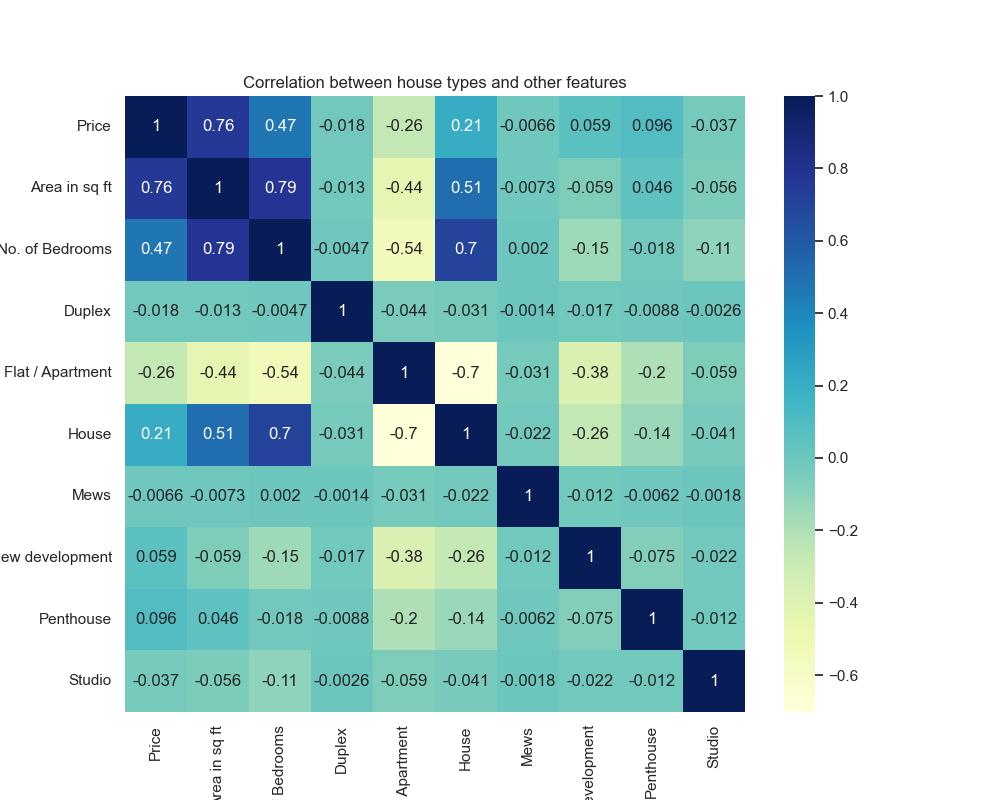 Correlation between house types and other features
Price 1 0.76 0.47 -0.018 -0.26 0.21 -0.0066 0.059 0.096 -0.037
Area in sq ft 0.76 1 0.79 -0.013 -0.44 0.51 -0.0073 -0.059 0.046 -0.056
No. of Bedrooms 0.47 0.79 1 -0.0047 -0.54 0.7 0.002 -0.15 -0.018 -0.11
Duplex -0.018 -0.013 -0.0047 1 -0.044 -0.031 -0.0014 -0.017 -0.0088 -0.0026
Flat / Apartment -0.26 -0.44 -0.54 -0.044 1 -0.7 -0.031 -0.38 -0.2 -0.059
House 0.21 0.51 0.7 -0.031 -0.7 1 -0.022 -0.26 -0.14 -0.041
Mews -0.0066 -0.0073 0.002 -0.0014 -0.031 -0.022 1 -0.012 -0.0062 -0.0018
ew development 0.059 -0.059 -0.15 -0.017 -0.38 -0.26 -0.012 1 -0.075 -0.022
Penthouse 0.096 0.046 -0.018 -0.0088 -0.2 -0.14 -0.0062 -0.075 1 -0.012
Studio -0.037 -0.056 -0.11 -0.0026 -0.059 -0.041 -0.0018 -0.022 -0.012 1
Price
rea in sq ft
Bedrooms
Duplex
Apartment
House
Mews
evelopment
Penthouse
Studio
1.0
0.8
0.6
0.4
0.2
0.0
−0.2
−0.4
−0.6